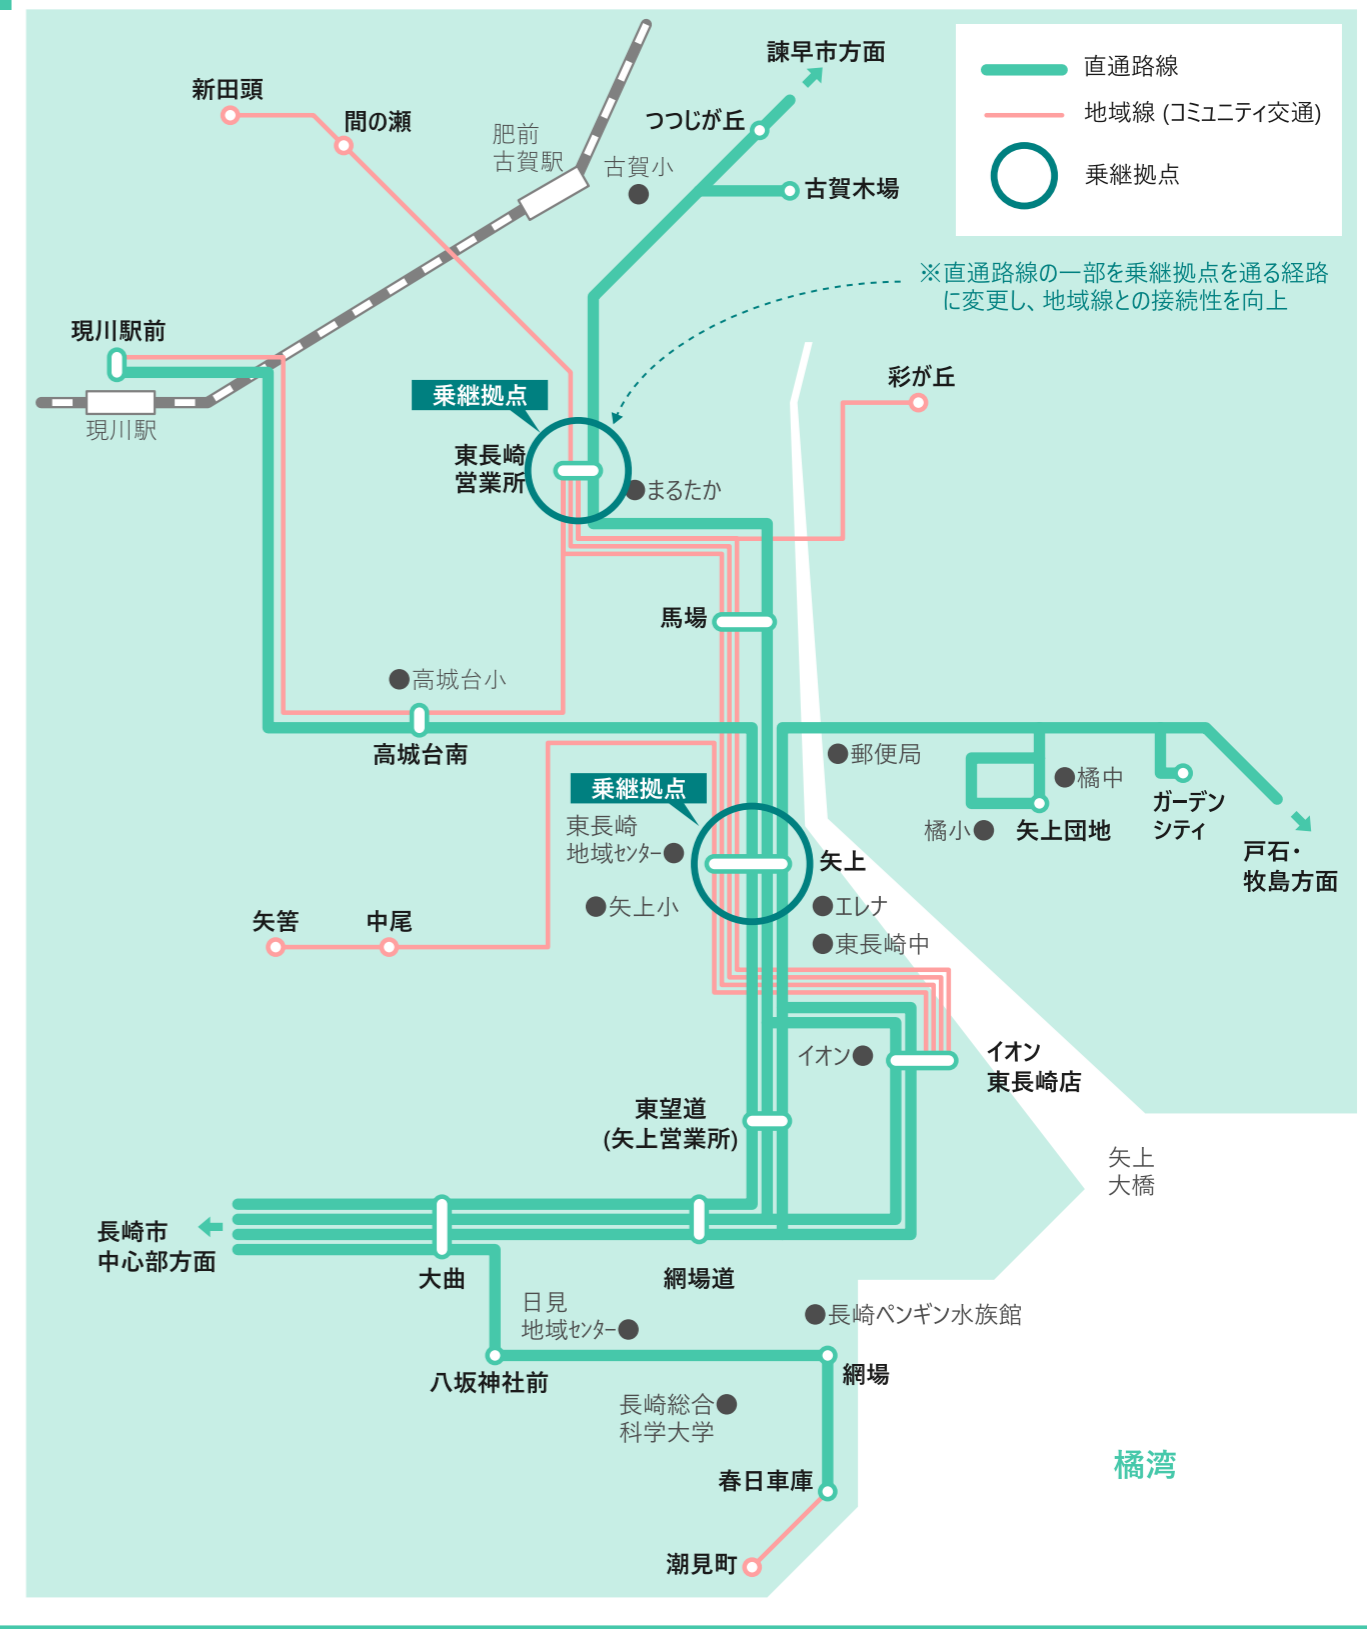 諫早市方面
直通路線
地域線 (コミュニティ交通)
乗継拠点
新田頭
間の瀬
肥前
古賀駅
つつじが丘
古賀小
古賀木場
※直通路線の一部を乗継拠点を通る経路
に変更し、地域線との接続性を向上
現川駅前
現川駅
乗継拠点
彩が丘
東長崎
営業所
まるたか
馬場
高城台小
高城台南
郵便局
橘中
橘小
矢上団地
ガーデン
シティ
戸石・
牧島方面
乗継拠点
東長崎
地域センター
矢上
矢上小
エレナ
東長崎中
矢筈
中尾
イオン
イオン
東長崎店
東望道
(矢上営業所)
矢上
大橋
長崎市
中心部方面
大曲
網場道
日見
地域センター
長崎ペンギン水族館
八坂神社前
網場
長崎総合
科学大学
春日車庫
橘湾
潮見町